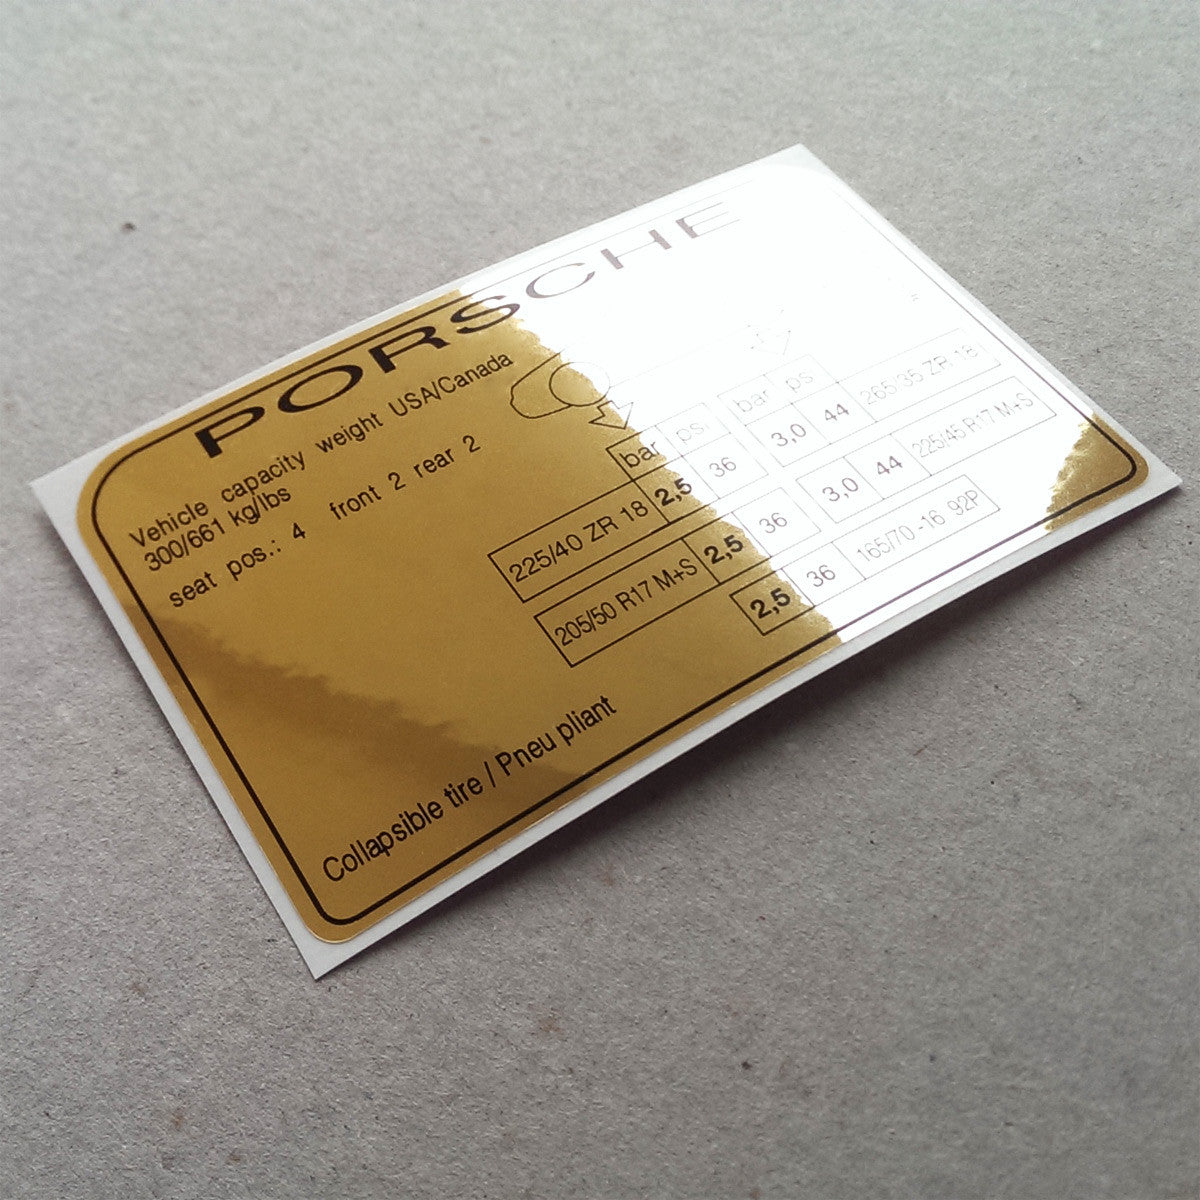 PORSCHE
Vehicle capacity weight USA/Canada
300/661 kg/lbs
seat pos.: 4 front 2 rear 2
bar psi bar ps
225/40 ZR 18 2,5 36 3,0 44 265/35 ZR 18
205/50 R17 M+S 2,5 36 3,0 44 225/45 R17 M+S
2,5 36 165/70 -16 92P
Collapsible tire / Pneu pliant